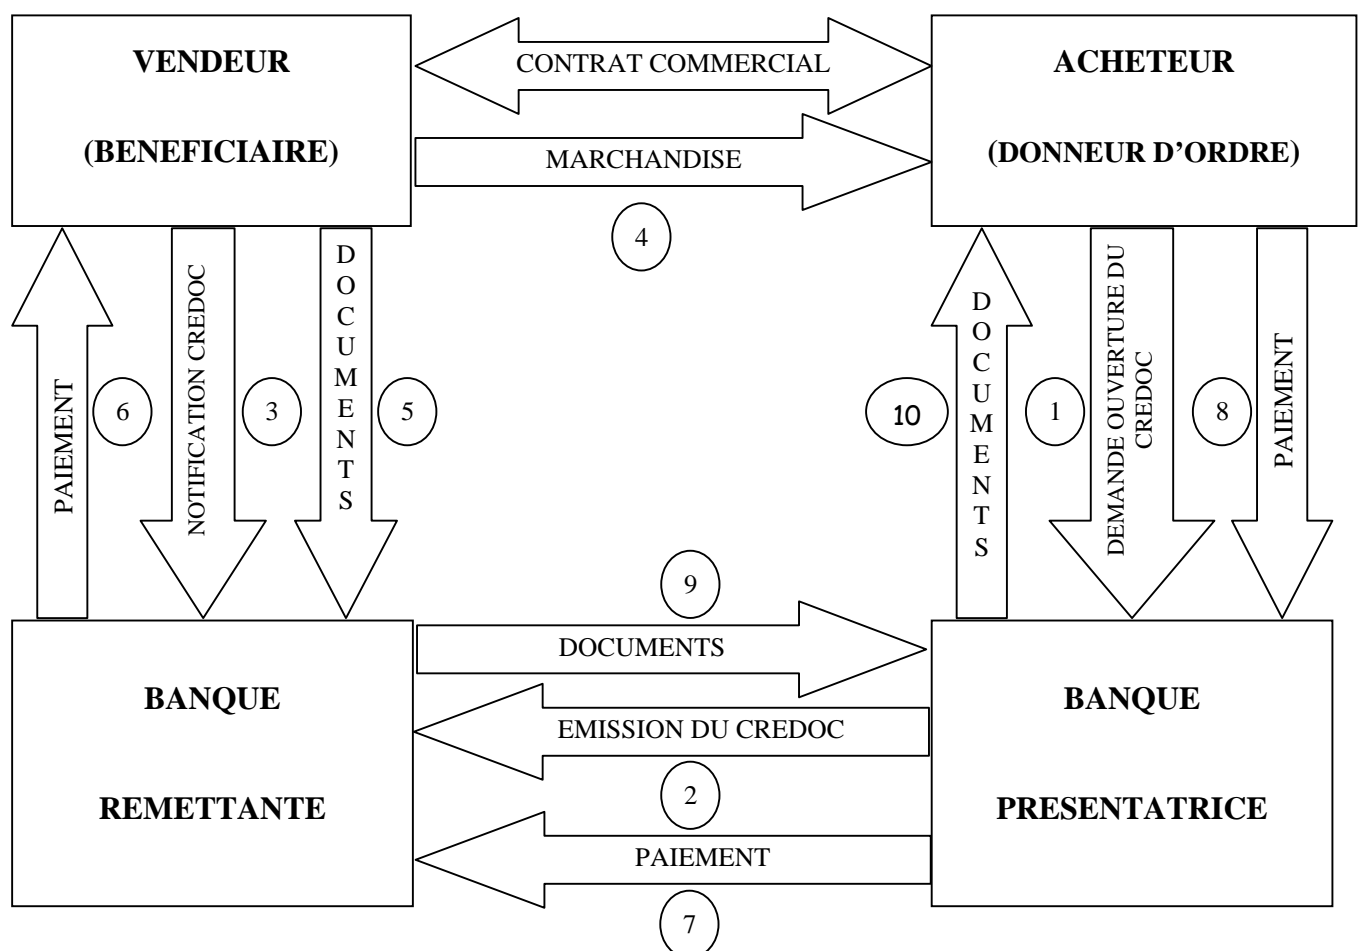 VENDEUR
(BENEFICIAIRE)
CONTRAT COMMERCIAL
MARCHANDISE
4
ACHETEUR
(DONNEUR D’ORDRE)
PAIEMENT
6
NOTIFICATION CREDOC
3
DOCUMENTS
5
10
DOCUMENTS
1
DEMANDE OUVERTURE DU
CREDOC
8
PAIEMENT
9
DOCUMENTS
EMISSION DU CREDOC
2
PAIEMENT
7
BANQUE
REMETTANTE
BANQUE
PRESENTATRICE